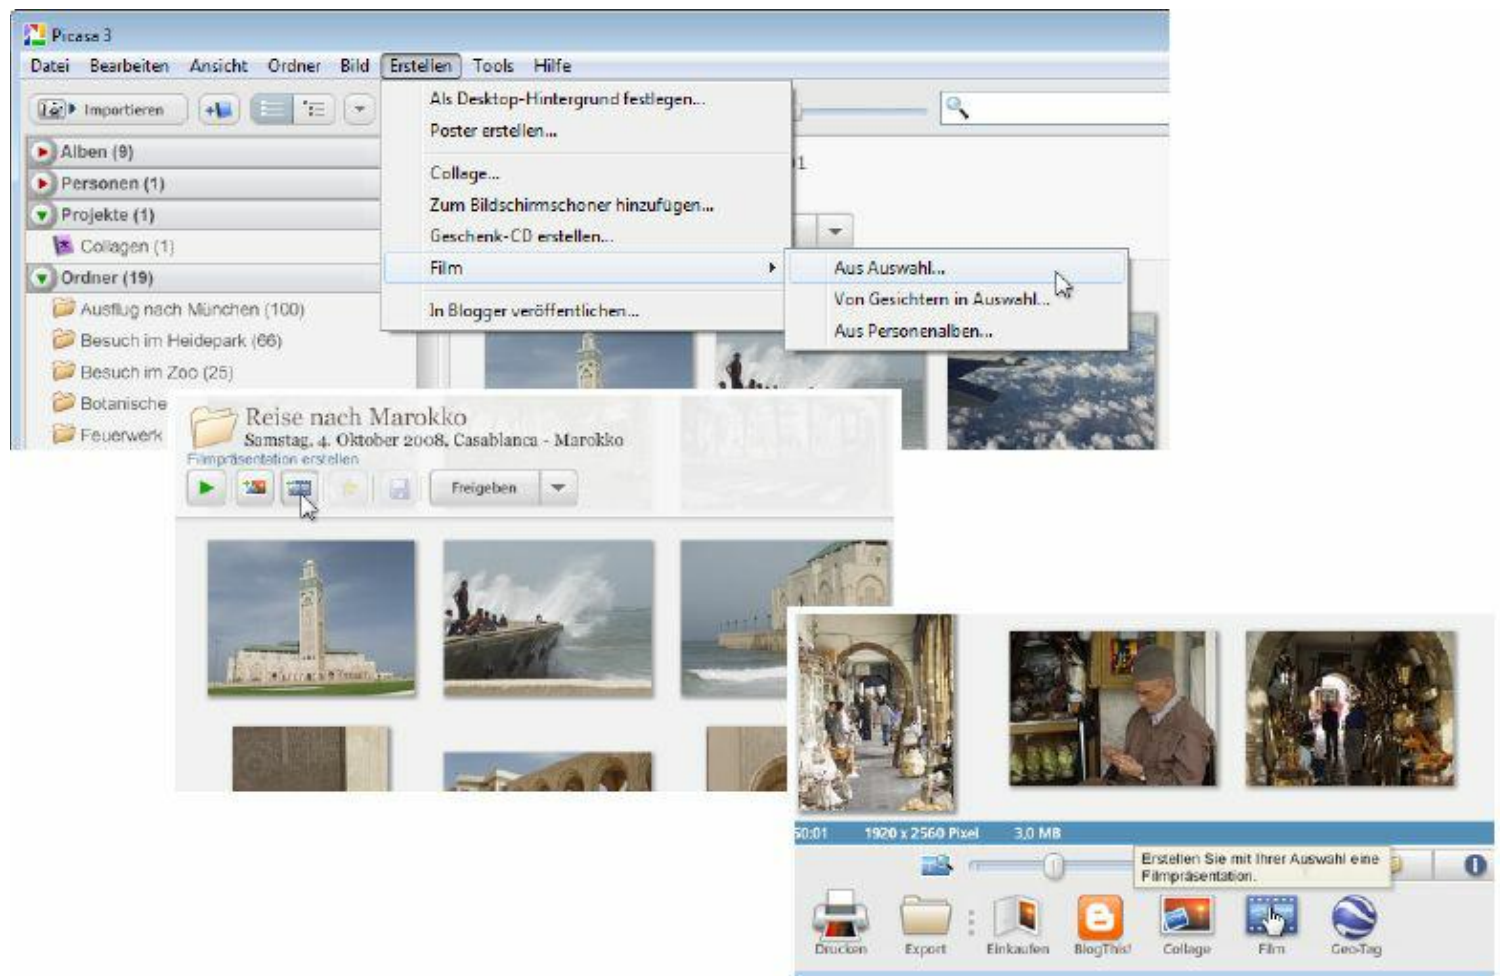 Picasa 3
Datei Bearbeiten Ansicht Ordner Bild Erstellen Tools Hilfe
Importieren
Alben (9)
Personen (1)
Projekte (1)
Collagen (1)
Ordner (19)
Ausflug nach München (100)
Besuch im Heidepark (66)
Besuch im Zoo (25)
Botanische
Feuerwerk
Als Desktop-Hintergrund festlegen...
Poster erstellen...
Collage...
Zum Bildschirmschoner hinzufügen...
Geschenk-CD erstellen...
Film
In Blogger veröffentlichen...
Aus Auswahl...
Von Gesichtern in Auswahl...
Aus Personenalben...
Reise nach Marokko
Samstag, 4. Oktober 2008, Casablanca - Marokko
Filmpräsentation erstellen
Freigeben
50:01 1920 x 2560 Pixel 3,0 MB
Erstellen Sie mit Ihrer Auswahl eine
Filmpräsentation.
Drucken Export Einkaufen BlogThis! Collage Film Geo-Tag